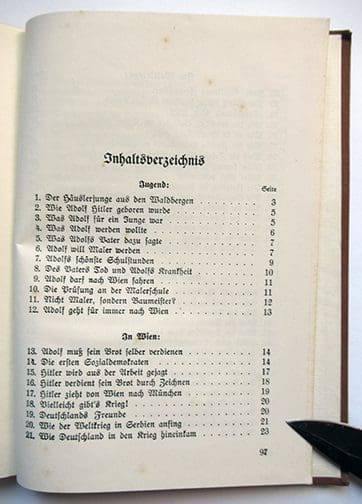 Inhaltsverzeichnis
Jugend:
Seite
1. Der Häuslerjunge aus den Waldbergen . . . . . . . . 3
2. Wie Adolf Hitler geboren wurde . . . . . . . . 5
3. Was Adolf für ein Junge war . . . . . . . . 5
4. Was Adolf werden wollte . . . . . . . . 6
5. Was Adolfs Vater dazu sagte . . . . . . . . 7
6. Adolf will Maler werden . . . . . . . . 7
7. Adolfs schönste Schulstunden . . . . . . . . 9
8. Des Vaters Tod und Adolfs Krankheit . . . . . . . . 10
9. Adolf darf nach Wien fahren . . . . . . . . 11
10. Die Prüfung an der Malerschule . . . . . . . . 11
11. Nicht Maler, sondern Baumeister? . . . . . . . . 12
12. Adolf geht für immer nach Wien . . . . . . . . 13
In Wien:
13. Adolf muß sein Brot selber verdienen . . . . . . . . 14
14. Die ersten Sozialdemokraten . . . . . . . . 14
15. Hitler wird aus der Arbeit gejagt . . . . . . . . 17
16. Hitler verdient sein Brot durch Zeichnen . . . . . . . . 18
17. Hitler zieht von Wien nach München . . . . . . . . 19
18. Vielleicht gibt's Krieg! . . . . . . . . 20
19. Deutschlands Freunde . . . . . . . . 20
20. Wie der Weltkrieg in Serbien anfing . . . . . . . . 21
21. Wie Deutschland in den Krieg hineinkam . . . . . . . . 23
97